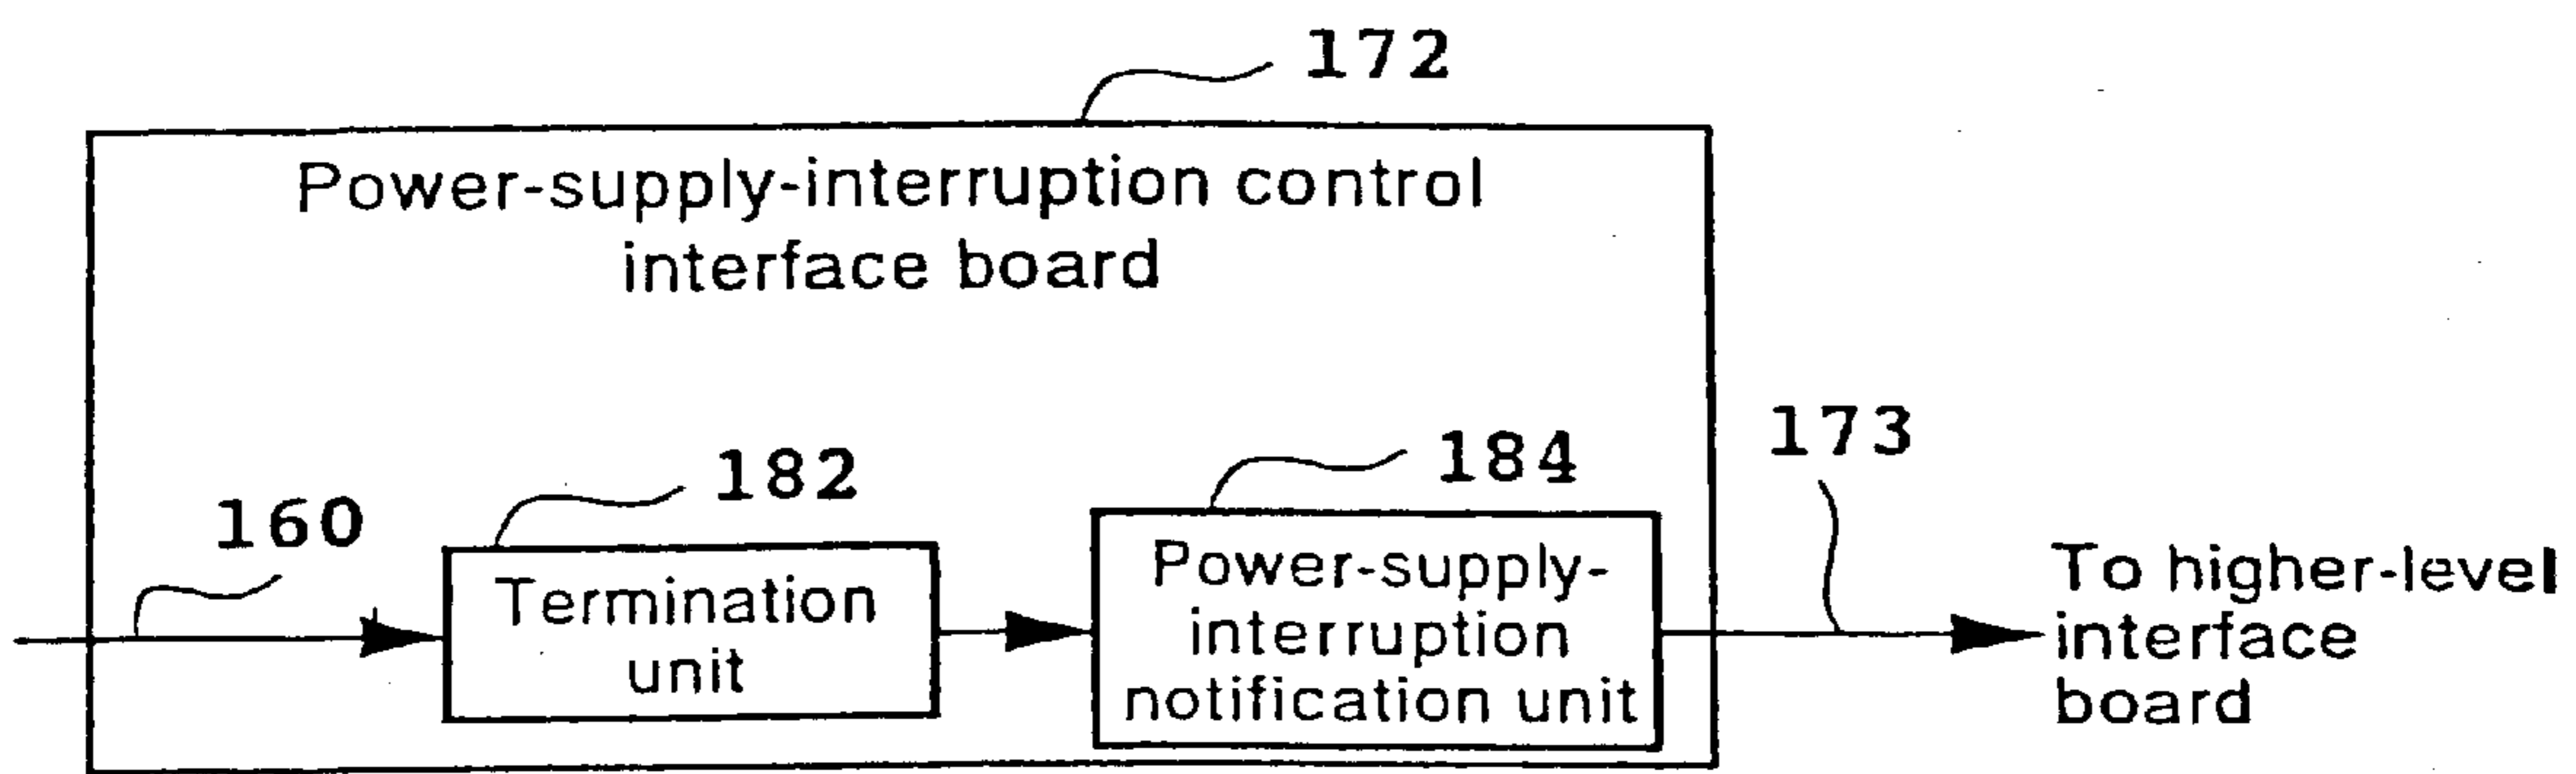 172
Power-supply-interruption control
interface board
173
184
182
160
Termination
unit
Power-supply-
interruption
notification unit
To higher-level
interface
board